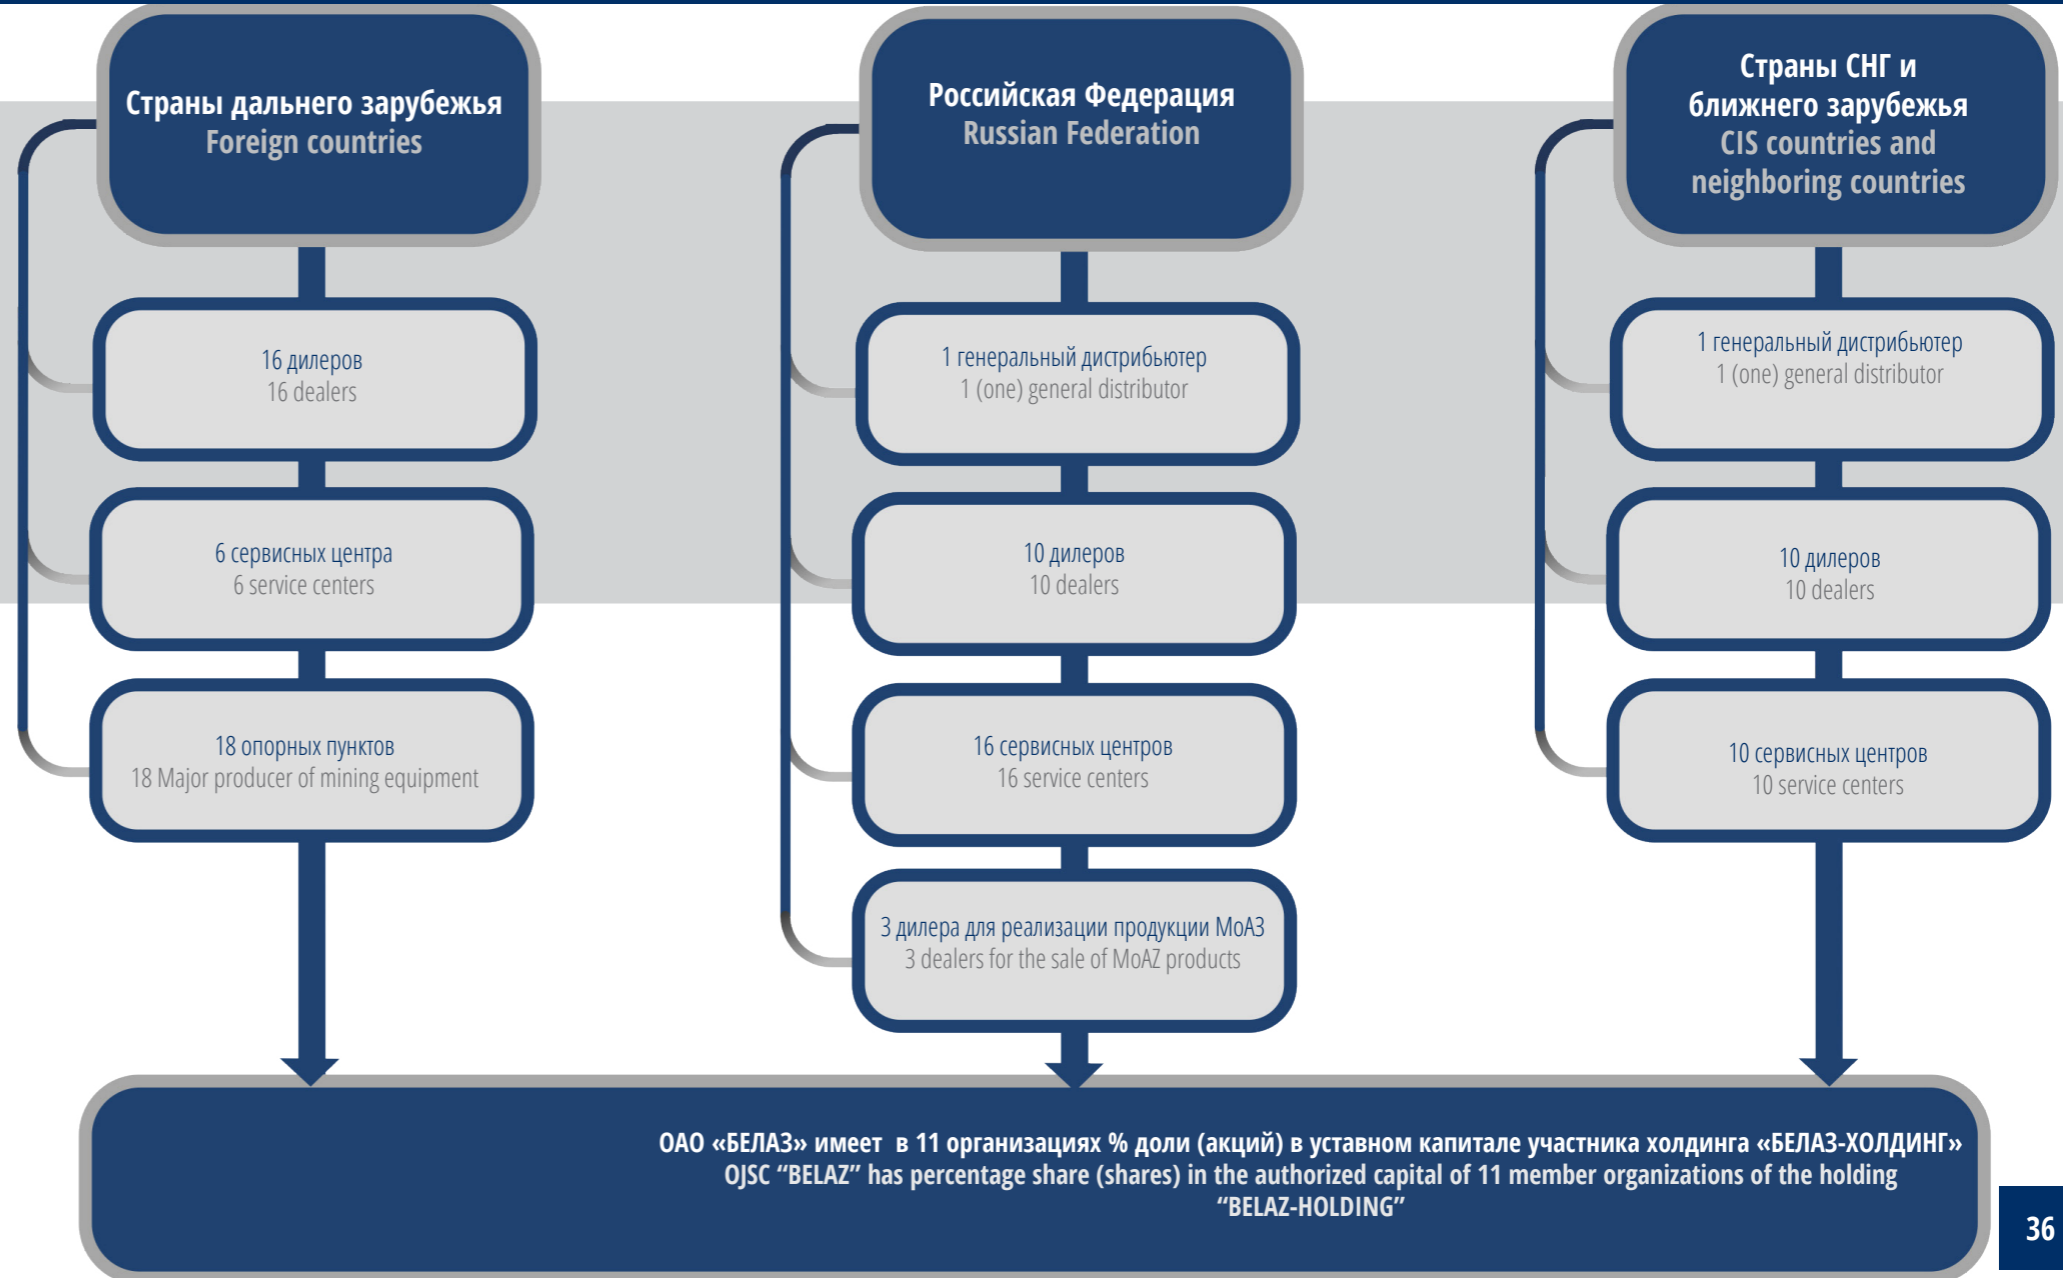 Страны дальнего зарубежья
Foreign countries
16 дилеров
16 dealers
6 сервисных центра
6 service centers
18 опорных пунктов
18 Major producer of mining equipment
Российская Федерация
Russian Federation
1 генеральный дистрибьютер
1 (one) general distributor
10 дилеров
10 dealers
16 сервисных центров
16 service centers
3 дилера для реализации продукции МоАЗ
3 dealers for the sale of MoAZ products
Страны СНГ и
ближнего зарубежья
CIS countries and
neighboring countries
1 генеральный дистрибьютер
1 (one) general distributor
10 дилеров
10 dealers
10 сервисных центров
10 service centers
ОАО «БЕЛАЗ» имеет в 11 организациях % доли (акций) в уставном капитале участника холдинга «БЕЛАЗ-ХОЛДИНГ»
OJSC “BELAZ” has percentage share (shares) in the authorized capital of 11 member organizations of the holding
“BELAZ-HOLDING”
36